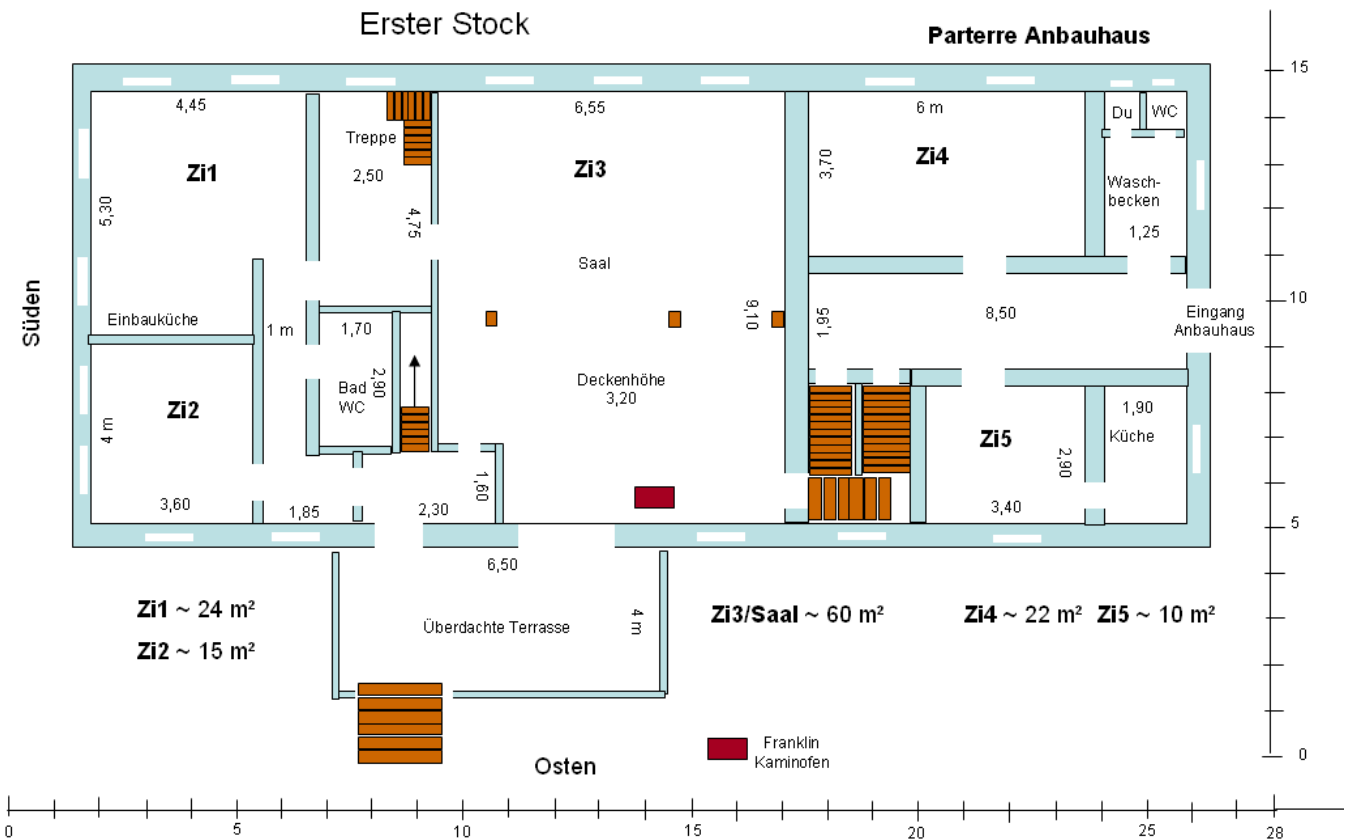 Erster Stock
Parterre Anbauhaus
15
4,45
6,55
6 m
Du
WC
Treppe
Zi1
2,50
Zi3
3,70
Zi4
Wasch-
becken
5,30
4,75
1,25
Saal
Süden
Einbauküche
1 m
1,70
9,10
1,95
8,50
10
Eingang
Anbauhaus
2,90
Bad
WC
Deckenhöhe
3,20
Zi2
4 m
Zi5
1,90
Küche
2,90
3,60
1,85
2,30
1,60
3,40
5
6,50
Zi1 ~ 24 m²
Zi2 ~ 15 m²
Überdachte Terrasse
4 m
Zi3/Saal ~ 60 m²
Zi4 ~ 22 m²
Zi5 ~ 10 m²
Franklin
Kaminofen
Osten
0
0
5
10
15
20
25
28